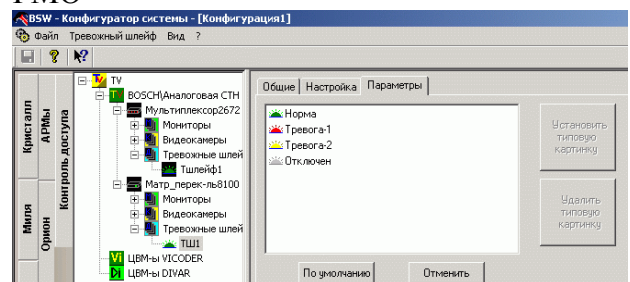 РМО
BSW - Конфигуратор системы - [Конфигурация1]
Файл Тревожный шлейф Вид ?
Кристалл
АРМы
Контроль доступа
Миля
Орион
TV
BOSCH\Аналоговая СТН
Мультиплексор2672
Мониторы
Видеокамеры
Тревожные шлей
Тшлейф1
Матр_перек-ль8100
Мониторы
Видеокамеры
Тревожные шлей
ТШ1
ЦВМ-ы VICODER
ЦВМ-ы DIVAR
Общие Настройка Параметры
Норма
Тревога-1
Тревога-2
Отключен
Установить
типовую
картинку
Удалить
типовую
картинку
По умолчанию Отменить